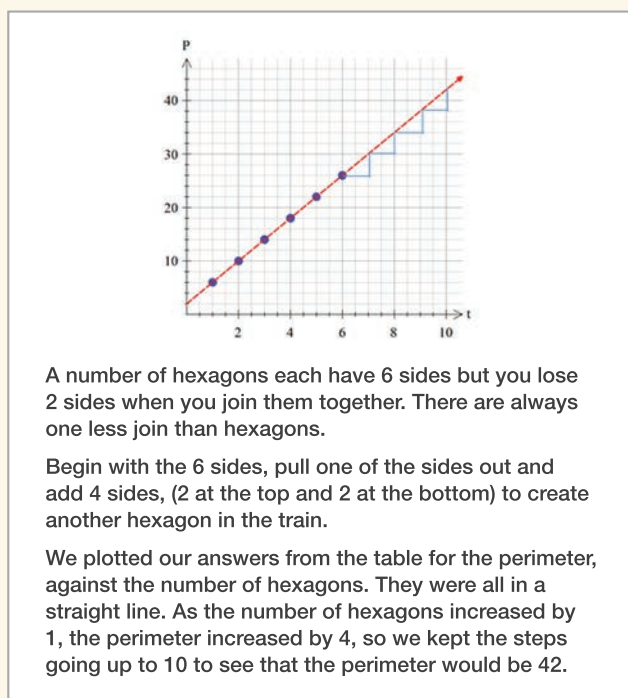 P
40
30
20
10
2 4 6 8 10 t
A number of hexagons each have 6 sides but you lose
2 sides when you join them together. There are always
one less join than hexagons.
Begin with the 6 sides, pull one of the sides out and
add 4 sides, (2 at the top and 2 at the bottom) to create
another hexagon in the train.
We plotted our answers from the table for the perimeter,
against the number of hexagons. They were all in a
straight line. As the number of hexagons increased by
1, the perimeter increased by 4, so we kept the steps
going up to 10 to see that the perimeter would be 42.